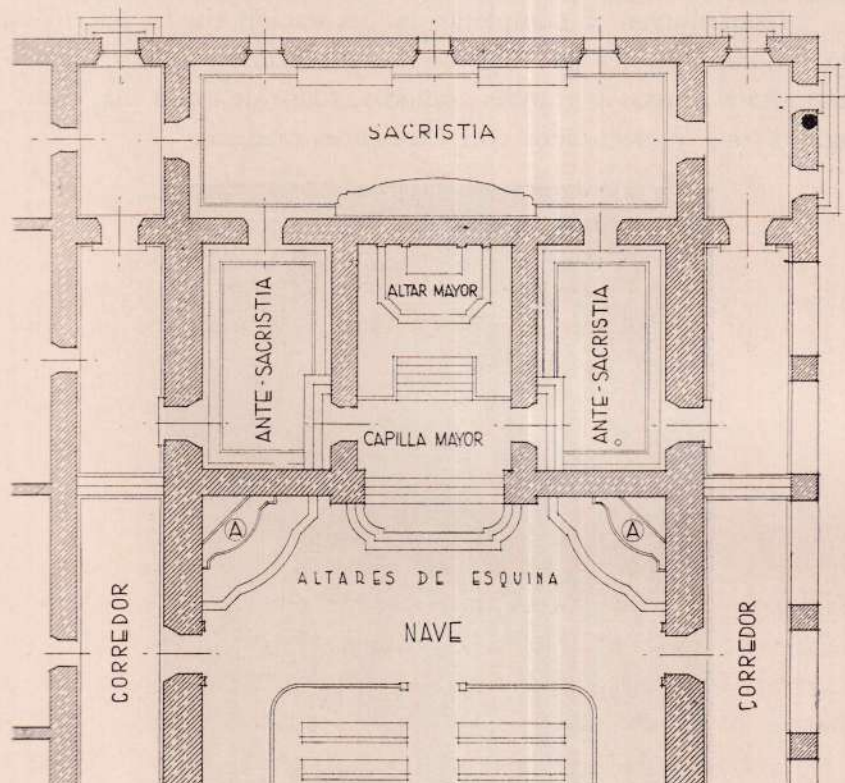 SACRISTIA
ANTE-SACRISTIA
ALTAR MAYOR
ANTE-SACRISTIA
CAPILLA MAYOR
A
A
ALTARES DE ESQUINA
NAVE
CORREDOR
CORREDOR